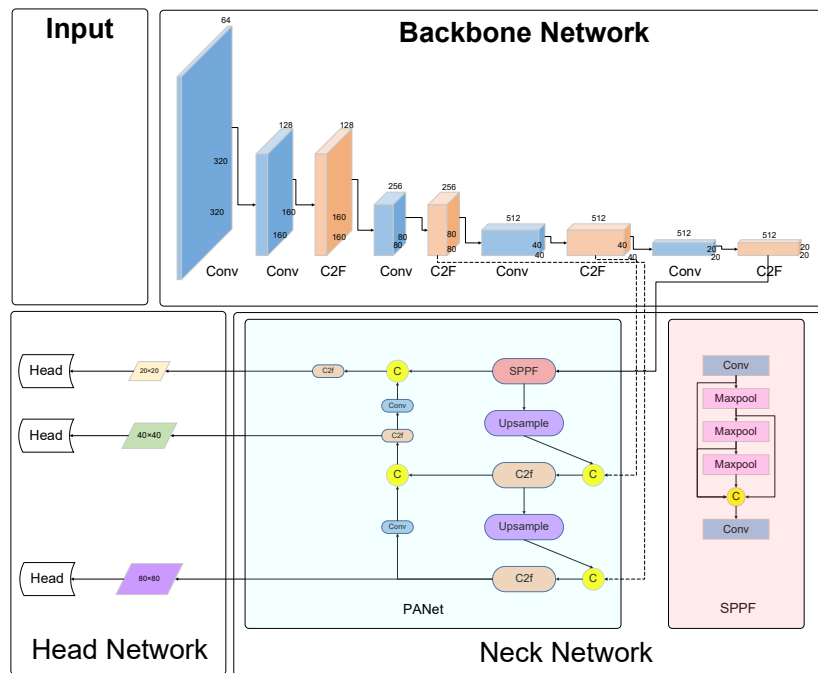 Input
Backbone Network
64
320
320
Conv
128
160
160
Conv
128
160
160
C2F
256
80
80
Conv
256
80
80
C2F
512
40
40
Conv
512
40
40
C2F
512
20
20
Conv
512
20
20
C2F
Head
20×20
C2f
C
SPPF
Conv
Upsample
Head
40×40
C2f
C
C2f
C
Conv
Upsample
Head
80×80
C2f
C
PANet
Conv
Maxpool
Maxpool
Maxpool
C
Conv
SPPF
Head Network
Neck Network